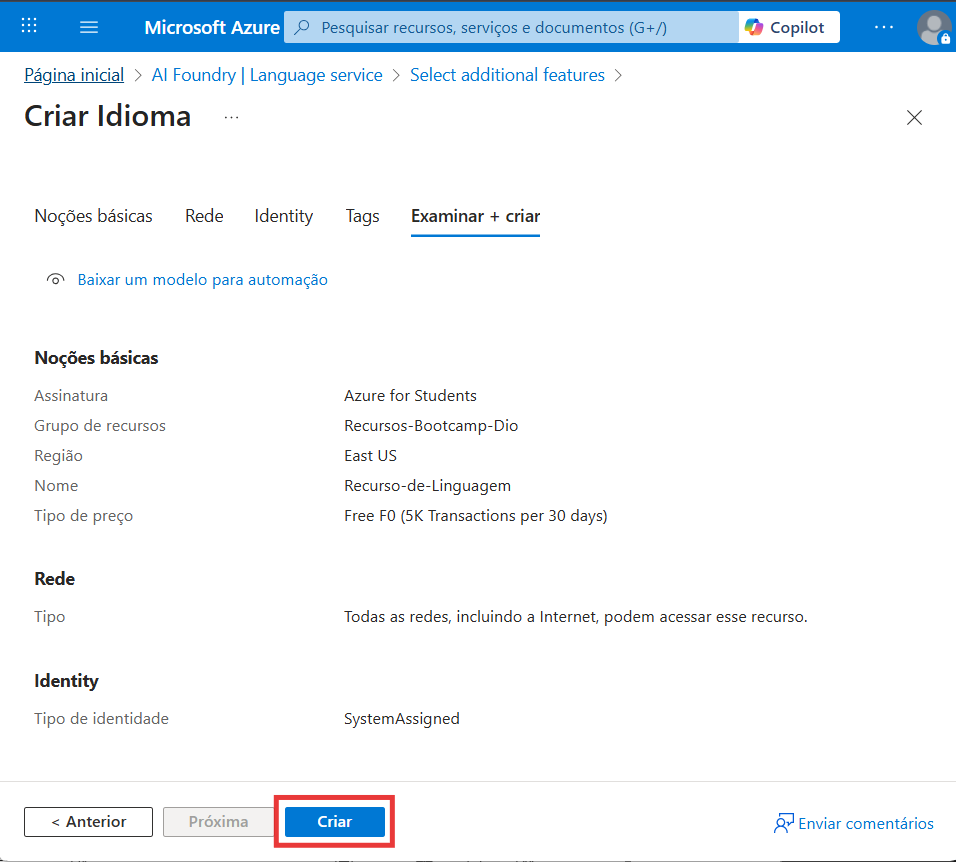 Microsoft Azure
Pesquisar recursos, serviços e documentos (G+/)
Copilot
Página inicial > AI Foundry | Language service > Select additional features >
Criar Idioma
Noções básicas Rede Identity Tags Examinar + criar
Baixar um modelo para automação
Noções básicas
Assinatura Azure for Students
Grupo de recursos Recursos-Bootcamp-Dio
Região East US
Nome Recurso-de-Linguagem
Tipo de preço Free F0 (5K Transactions per 30 days)
Rede
Tipo Todas as redes, incluindo a Internet, podem acessar esse recurso.
Identity
Tipo de identidade SystemAssigned
< Anterior Próxima Criar Enviar comentários